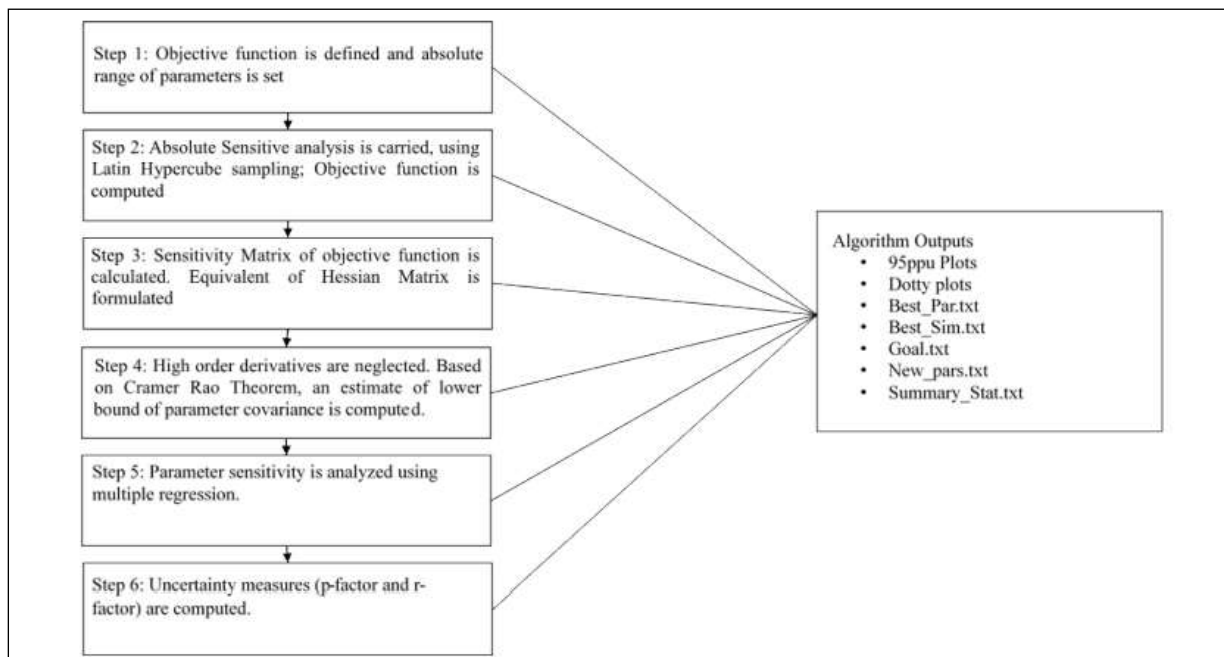 Step 1: Objective function is defined and absolute
range of parameters is set
Step 2: Absolute Sensitive analysis is carried, using
Latin Hypercube sampling; Objective function is
computed
Step 3: Sensitivity Matrix of objective function is
calculated. Equivalent of Hessian Matrix is
formulated
Step 4: High order derivatives are neglected. Based
on Cramer Rao Theorem, an estimate of lower
bound of parameter covariance is computed.
Step 5: Parameter sensitivity is analyzed using
multiple regression.
Step 6: Uncertainty measures (p-factor and r-
factor) are computed.
Algorithm Outputs
• 95ppu Plots
• Dotty plots
• Best_Par.txt
• Best_Sim.txt
• Goal.txt
• New_pars.txt
• Summary_Stat.txt